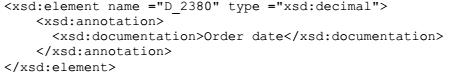 <xsd:element name ="D_2380" type ="xsd:decimal">
    <xsd:annotation>
      <xsd:documentation>Order date</xsd:documentation>
    </xsd:annotation>
</xsd:element>